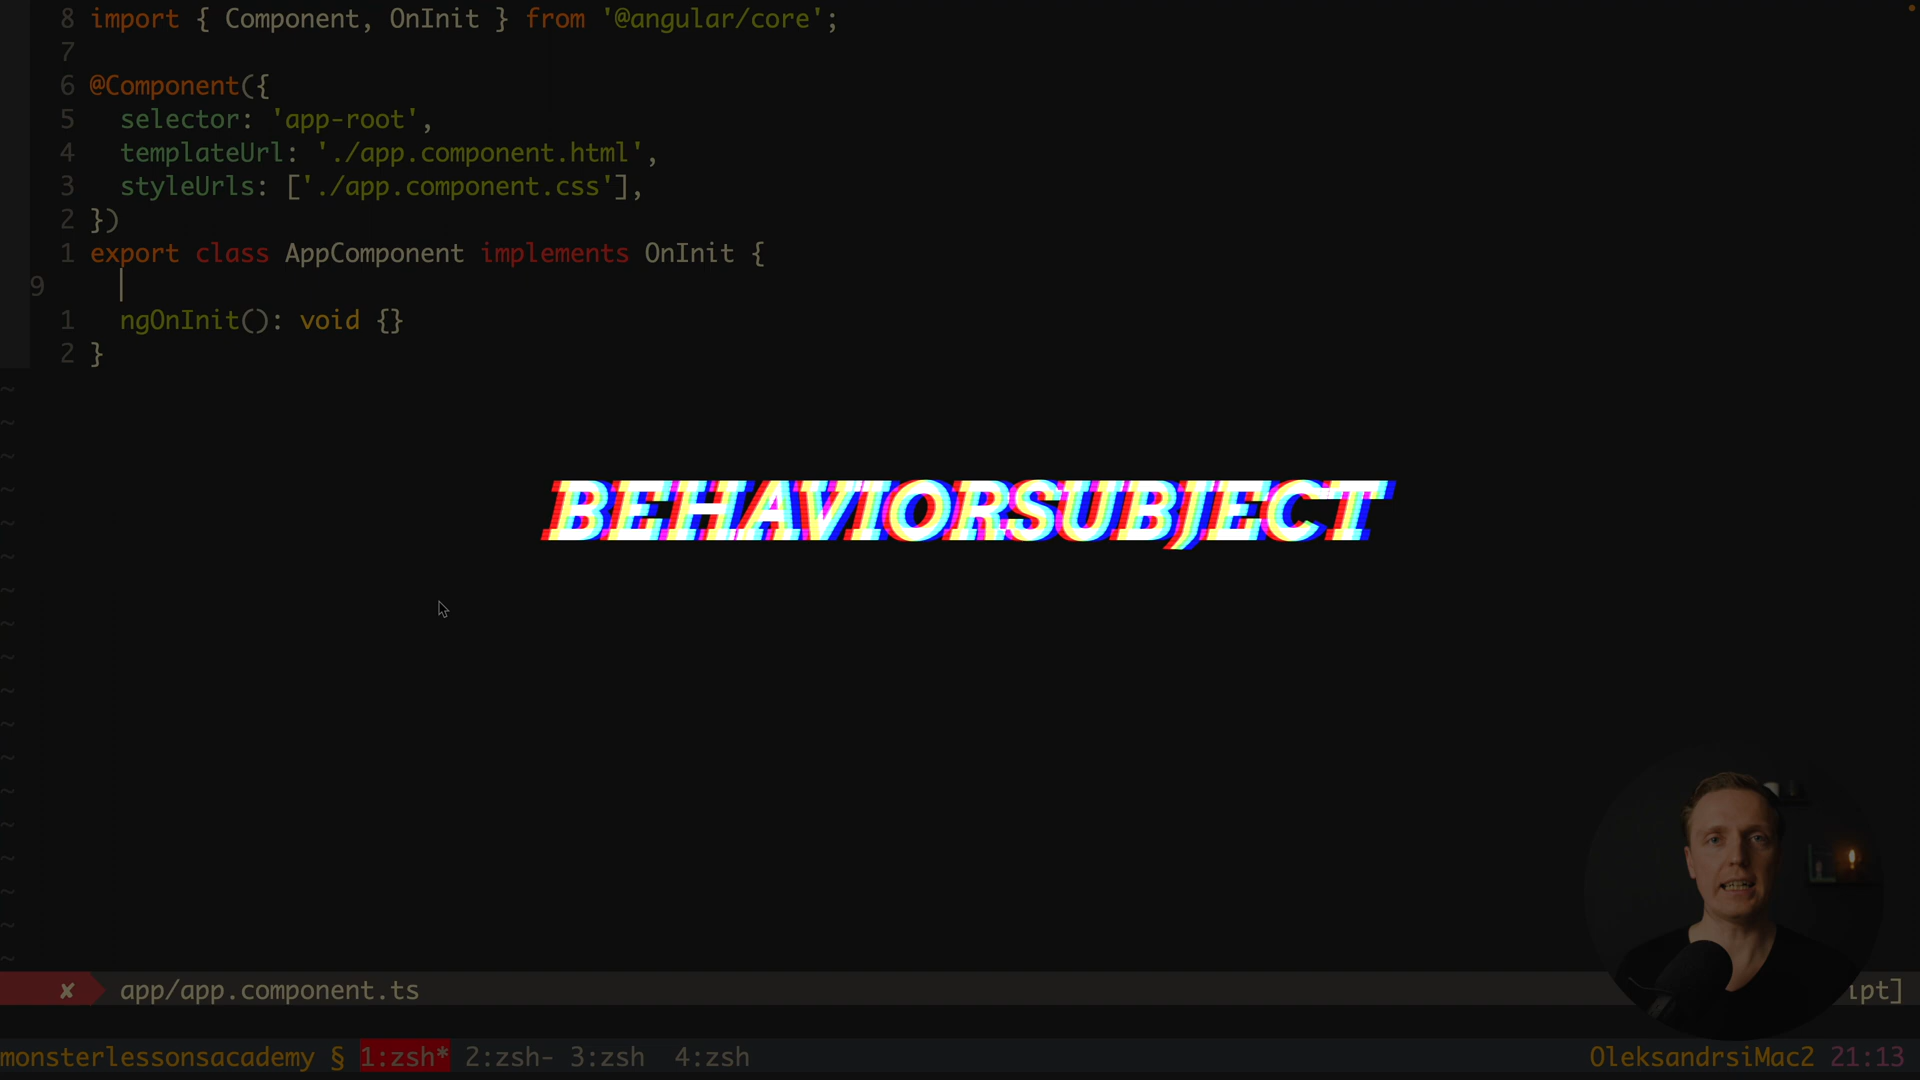 8 import { Component, OnInit } from '@angular/core';
7
6 @Component({
5 selector: 'app-root',
4 templateUrl: './app.component.html',
3 styleUrls: ['./app.component.css'],
2 })
1 export class AppComponent implements OnInit {
9
1 ngOnInit(): void {}
2 }
~
~
~
~
BEHAVIORSUBJECT
~
~
~
~
~
~
~
~
~
~
~
~
~
~
✘ app/app.component.ts ipt]
monsterlessonsacademy § 1:zsh* 2:zsh- 3:zsh 4:zsh OleksandrsiMac2 21:13